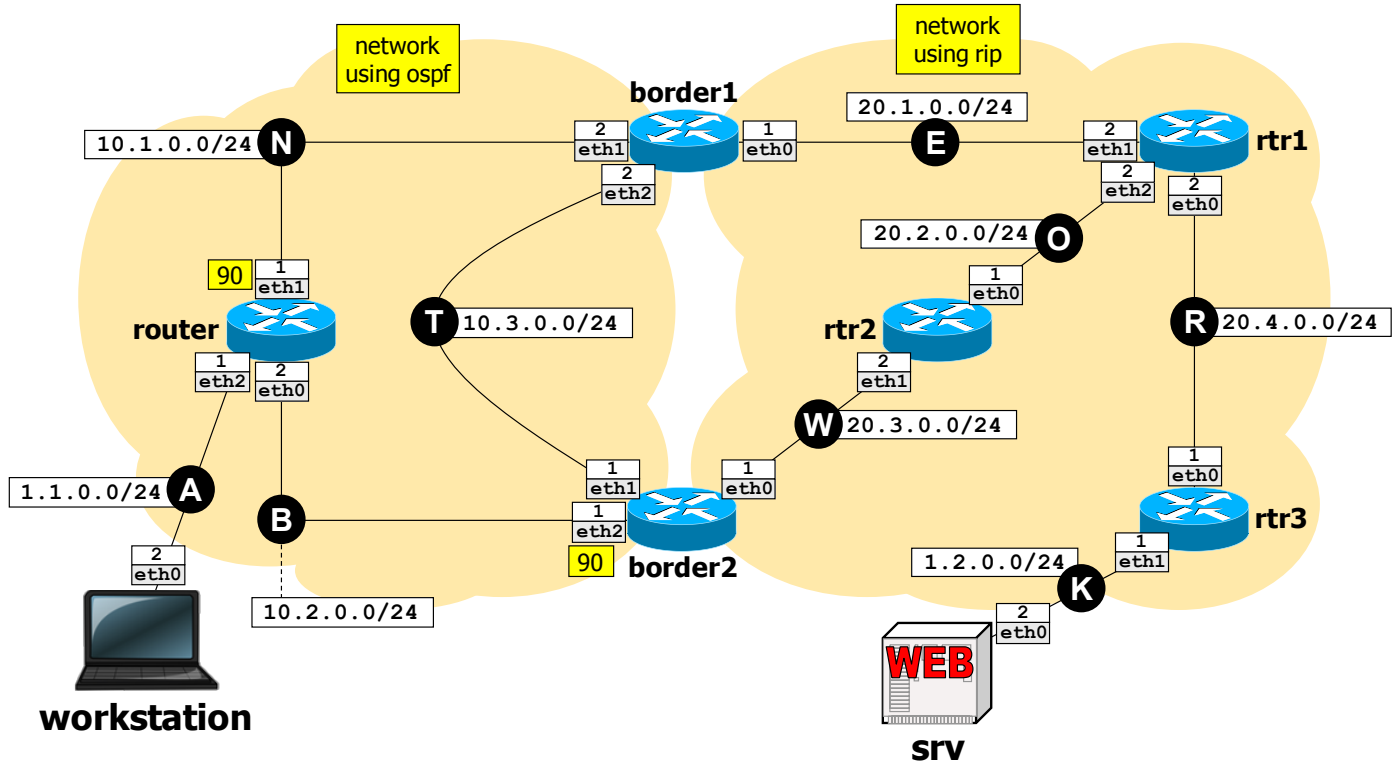 network
using ospf
network
using rip
border1
20.1.0.0/24
10.1.0.0/24
N
2
eth1
1
eth0
E
2
eth1
rtr1
2
eth2
2
eth2
2
eth0
20.2.0.0/24
O
90
1
eth1
1
eth0
router
T
10.3.0.0/24
rtr2
R
20.4.0.0/24
1
eth2
2
eth0
2
eth1
W
20.3.0.0/24
1
eth1
1
eth0
1
eth0
1.1.0.0/24
A
B
1
eth2
rtr3
90
border2
2
eth0
1
eth1
1.2.0.0/24
K
10.2.0.0/24
2
eth0
WEB
workstation
srv